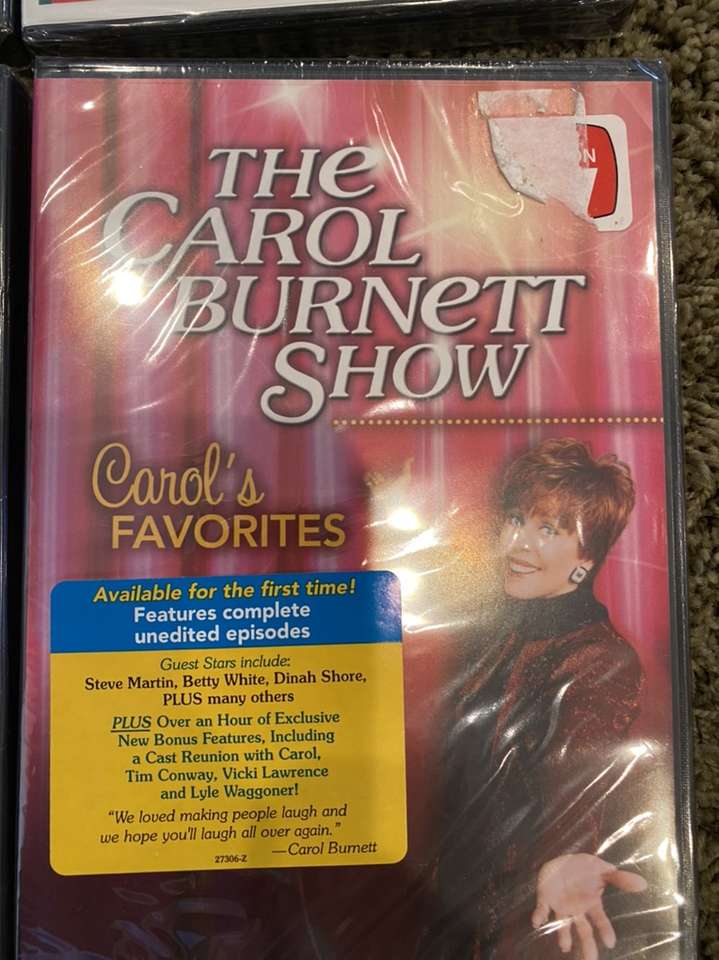 THe
CAROL
BURNeTT
SHOW
Carol's
FAVORITES
Available for the first time!
Features complete
unedited episodes
Guest Stars include:
Steve Martin, Betty White, Dinah Shore,
PLUS many others
PLUS Over an Hour of Exclusive
New Bonus Features, Including
a Cast Reunion with Carol,
Tim Conway, Vicki Lawrence
and Lyle Waggoner!
"We loved making people laugh and
we hope you'll laugh all over again."
—Carol Burnett
27306-Z